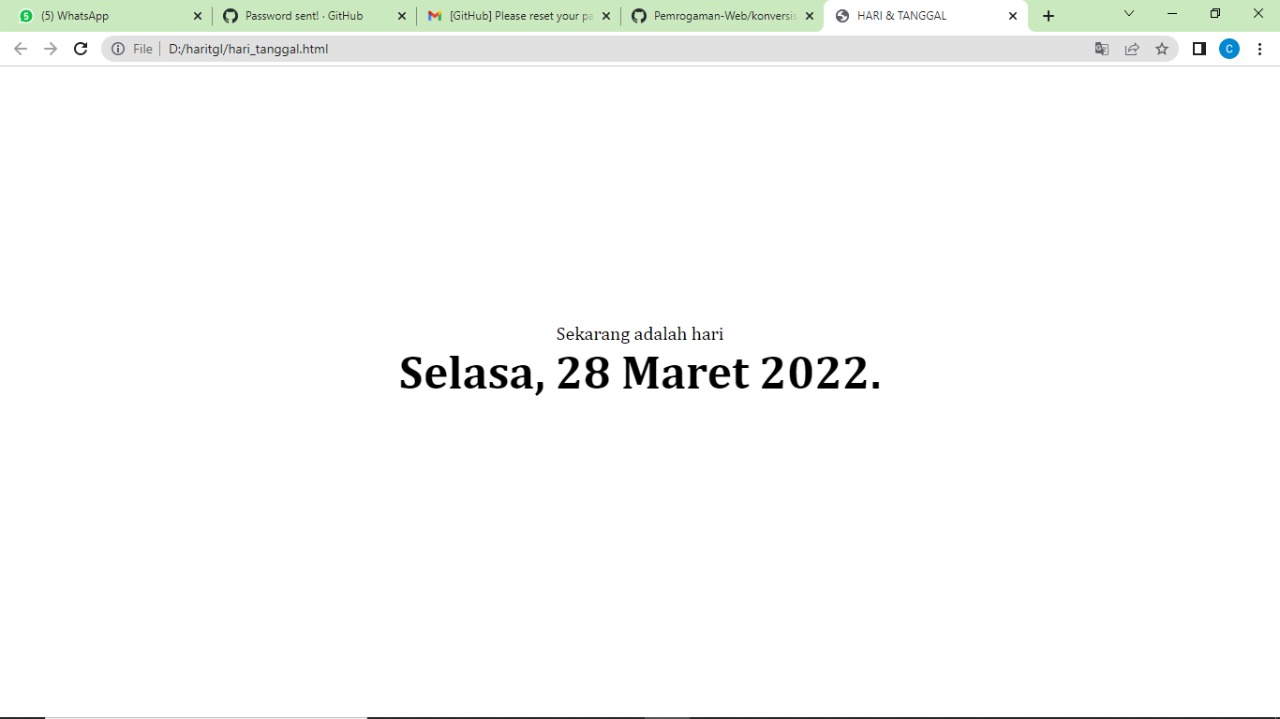 (5) WhatsApp
Password sent! · GitHub
[GitHub] Please reset your pa
Pemrogaman-Web/konversi
HARI & TANGGAL
File
D:/haritgl/hari_tanggal.html
C
Sekarang adalah hari
Selasa, 28 Maret 2022.